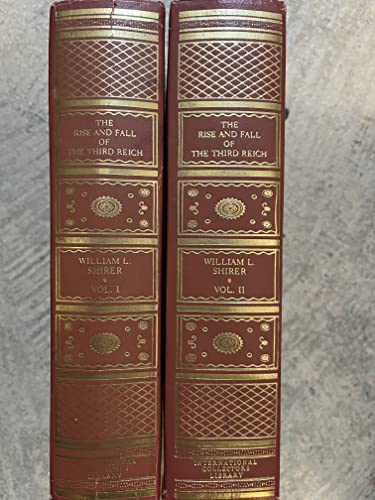 THE
RISE AND FALL
OF
THE THIRD REICH
WILLIAM L.
SHIRER
VOL. I
LIBRARY
THE
RISE AND FALL
OF
THE THIRD REICH
WILLIAM L.
SHIRER
VOL. II
INTERNATIONAL
COLLECTORS
LIBRARY